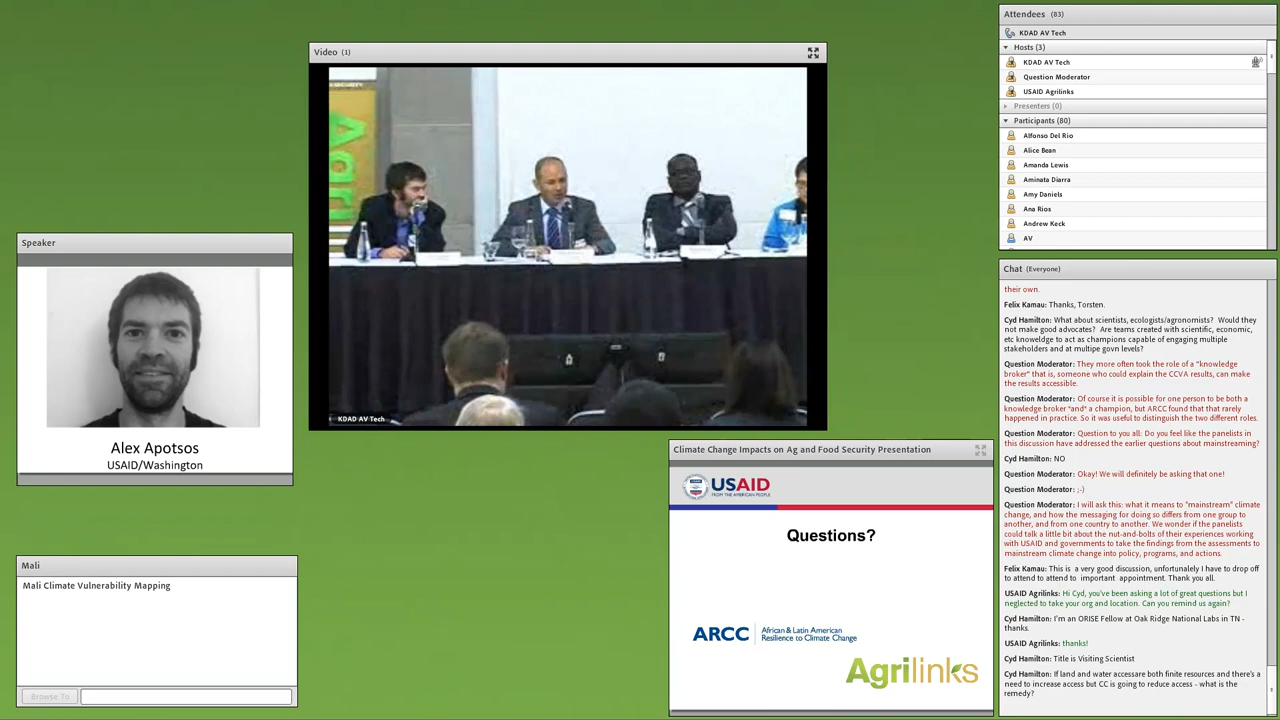 Speaker
Alex Apotsos
USAID/Washington
Mali
Mali Climate Vulnerability Mapping
Browse To
Video (1)
KDAD AV Tech
Climate Change Impacts on Ag and Food Security Presentation
USAID
FROM THE AMERICAN PEOPLE
Questions?
ARCC
African & Latin American
Resilience to Climate Change
Agrilinks
Attendees (83)
KDAD AV Tech
Hosts (3)
KDAD AV Tech
Question Moderator
USAID Agrilinks
Presenters (0)
Participants (80)
Alfonso Del Rio
Alice Bean
Amanda Lewis
Aminata Diarra
Amy Daniels
Ana Rios
Andrew Keck
AV
Chat (Everyone)
their own.
Felix Kamau: Thanks, Torsten.
Cyd Hamilton: What about scientists, ecologists/agronomists? Would they
not make good advocates? Are teams created with scientific, economic,
etc knoweldge to act as champions capable of engaging multiple
stakeholders and at multipe govn levels?
Question Moderator: They more often took the role of a "knowledge
broker" that is, someone who could explain the CCVA results, can make
the results accessible.
Question Moderator: Of course it is possible for one person to be both a
knowledge broker *and* a champion, but ARCC found that that rarely
happened in practice. So it was useful to distinguish the two different roles.
Question Moderator: Question to you all: Do you feel like the panelists in
this discussion have addressed the earlier questions about mainstreaming?
Cyd Hamilton: NO
Question Moderator: Okay! We will definitely be asking that one!
Question Moderator: ;-)
Question Moderator: I will ask this: what it means to "mainstream" climate
change, and how the messaging for doing so differs from one group to
another, and from one country to another. We wonder if the panelists
could talk a little bit about the nut-and-bolts of their experiences working
with USAID and governments to take the findings from the assessments to
mainstream climate change into policy, programs, and actions.
Felix Kamau: This is a very good discussion, unfortunately I have to drop off
to attend to attend to important appointment. Thank you all.
USAID Agrilinks: Hi Cyd, you've been asking a lot of great questions but I
neglected to take your org and location. Can you remind us again?
Cyd Hamilton: I'm an ORISE Fellow at Oak Ridge National Labs in TN -
thanks.
USAID Agrilinks: thanks!
Cyd Hamilton: Title is Visiting Scientist
Cyd Hamilton: If land and water accessare both finite resources and there's a
need to increase access but CC is going to reduce access - what is the
remedy?